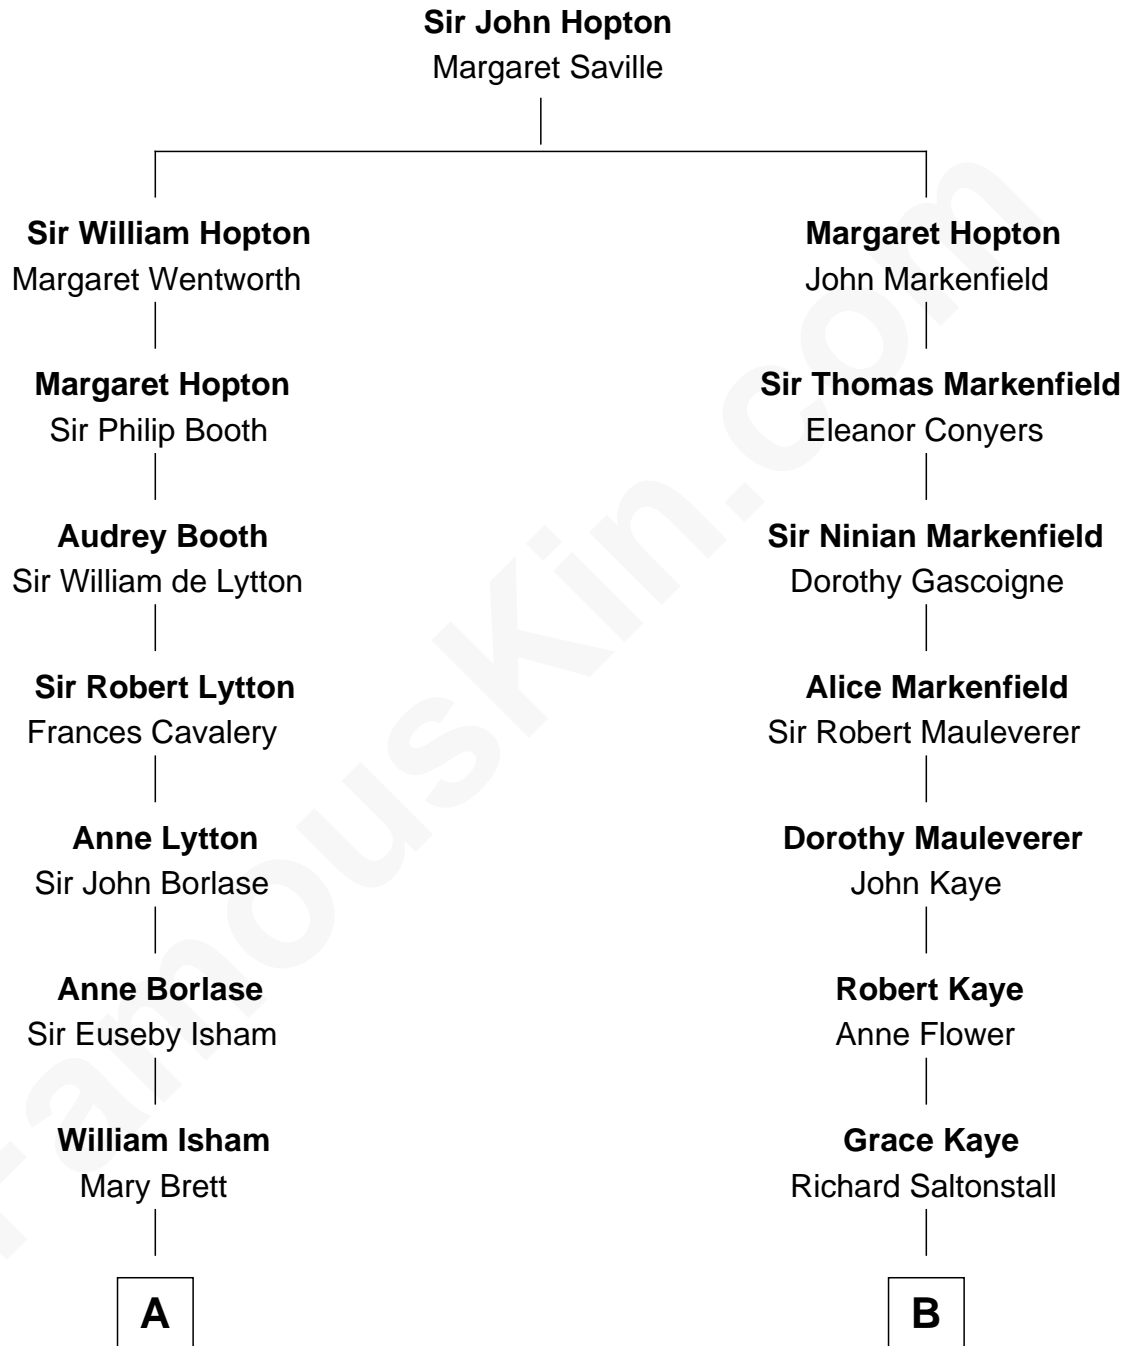 Sir John Hopton
Margaret Saville
Sir William Hopton
Margaret Wentworth
Margaret Hopton
John Markenfield
Margaret Hopton
Sir Philip Booth
Sir Thomas Markenfield
Eleanor Conyers
Audrey Booth
Sir William de Lytton
Sir Ninian Markenfield
Dorothy Gascoigne
Sir Robert Lytton
Frances Cavalery
Alice Markenfield
Sir Robert Mauleverer
Anne Lytton
Sir John Borlase
Dorothy Mauleverer
John Kaye
Anne Borlase
Sir Euseby Isham
Robert Kaye
Anne Flower
William Isham
Mary Brett
Grace Kaye
Richard Saltonstall
A
B
FamousKin.com